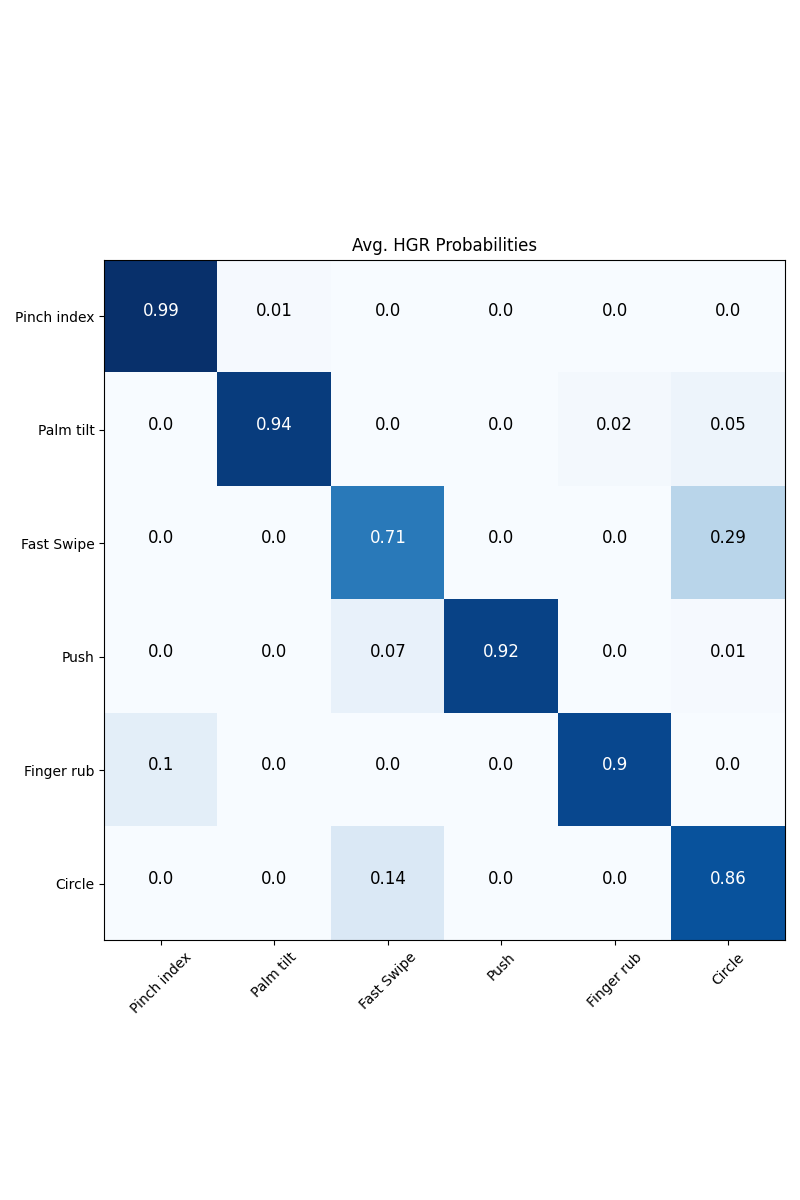 Avg. HGR Probabilities
Pinch index 0.99 0.01 0.0 0.0 0.0 0.0
Palm tilt 0.0 0.94 0.0 0.0 0.02 0.05
Fast Swipe 0.0 0.0 0.71 0.0 0.0 0.29
Push 0.0 0.0 0.07 0.92 0.0 0.01
Finger rub 0.1 0.0 0.0 0.0 0.9 0.0
Circle 0.0 0.0 0.14 0.0 0.0 0.86
Pinch index Palm tilt Fast Swipe Push Finger rub Circle